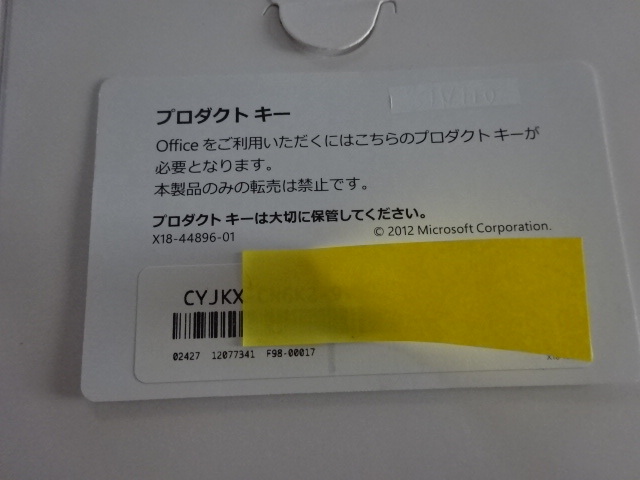 プロダクト キー
Office をご利用いただくにはこちらのプロダクト キーが
必要となります。
本製品のみの転売は禁止です。
プロダクト キーは大切に保管してください。
X18-44896-01
© 2012 Microsoft Corporation.
CYJKX
02427 12077341 F98-00017